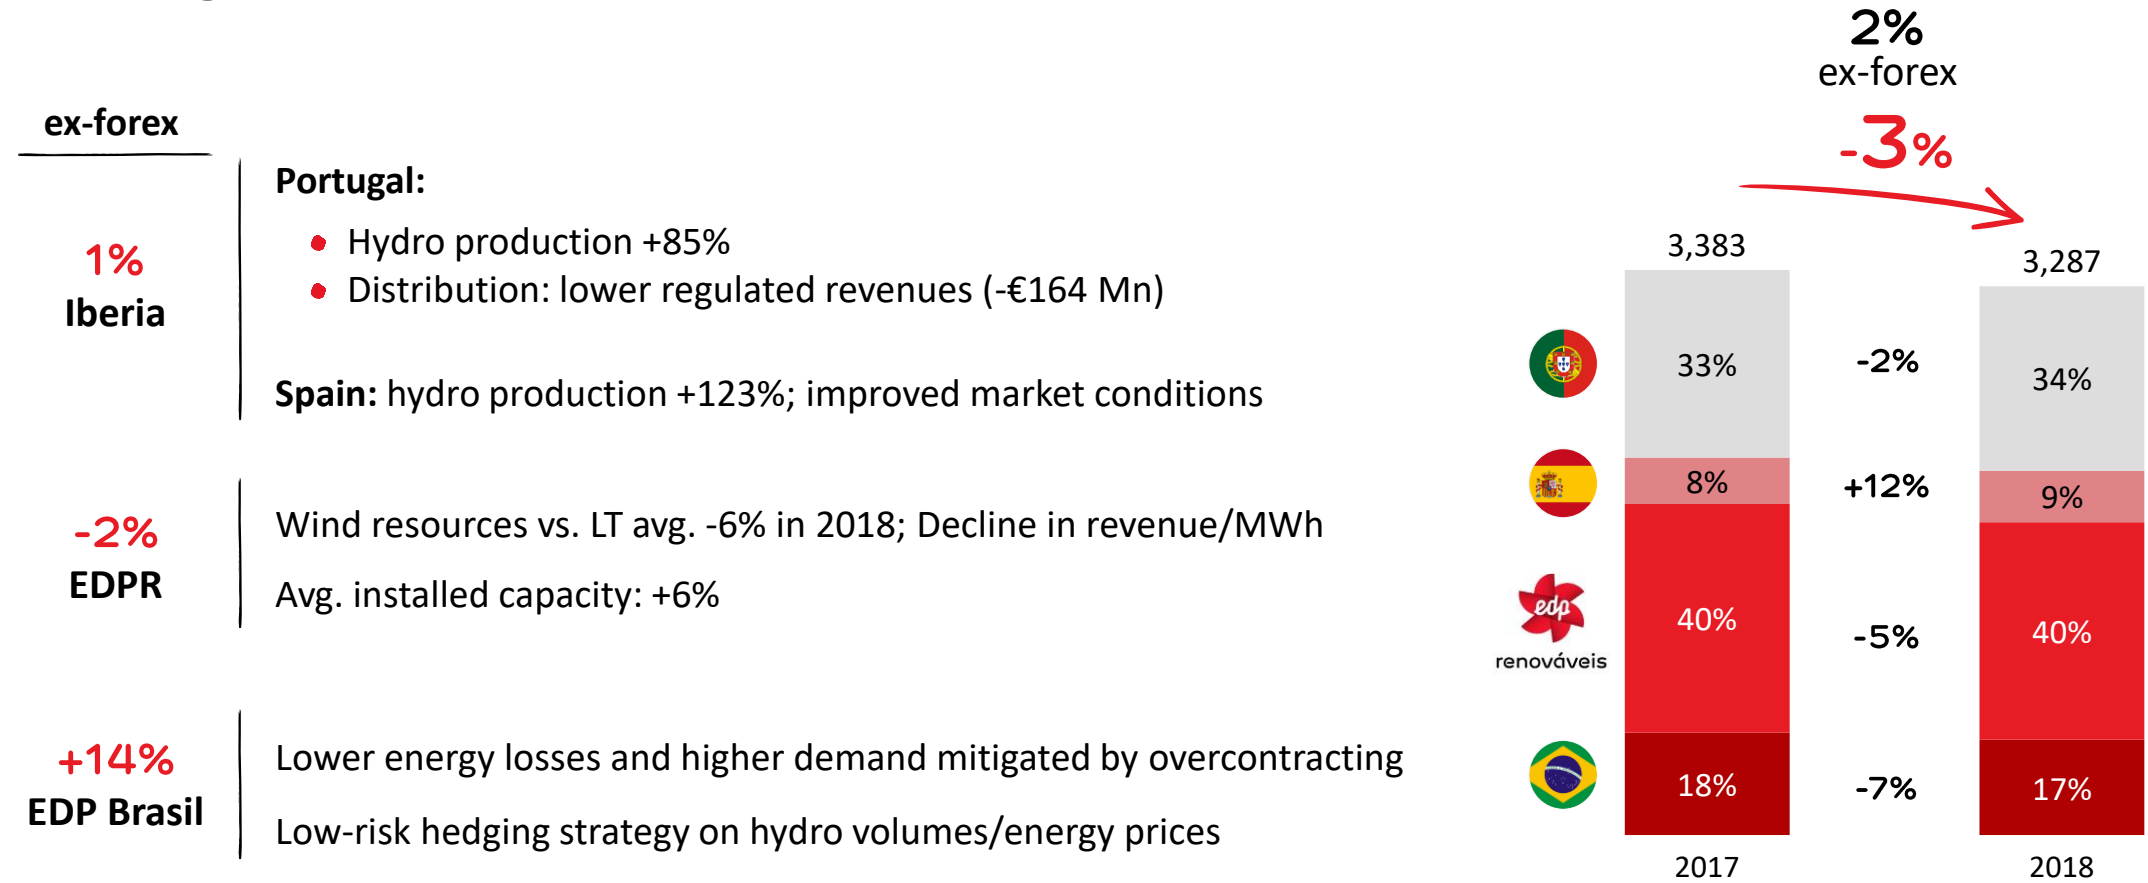 ex-forex
1%
Iberia
Portugal:
Hydro production +85%
Distribution: lower regulated revenues (-€164 Mn)
Spain: hydro production +123%; improved market conditions
-2%
EDPR
Wind resources vs. LT avg. -6% in 2018; Decline in revenue/MWh
Avg. installed capacity: +6%
+14%
EDP Brasil
Lower energy losses and higher demand mitigated by overcontracting
Low-risk hedging strategy on hydro volumes/energy prices
2%
ex-forex
-3%
3,383
3,287
33%
-2%
34%
8%
+12%
9%
edp
renováveis
40%
-5%
40%
18%
-7%
17%
2017
2018